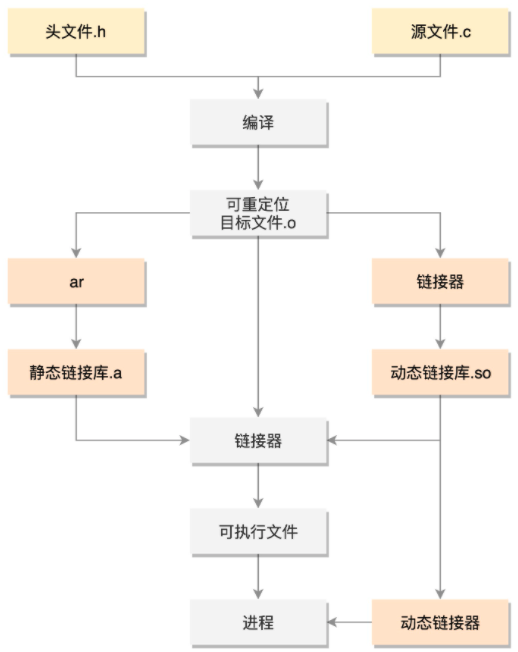 头文件.h
源文件.c
编译
可重定位
目标文件.o
ar
链接器
静态链接库.a
动态链接库.so
链接器
可执行文件
进程
动态链接器